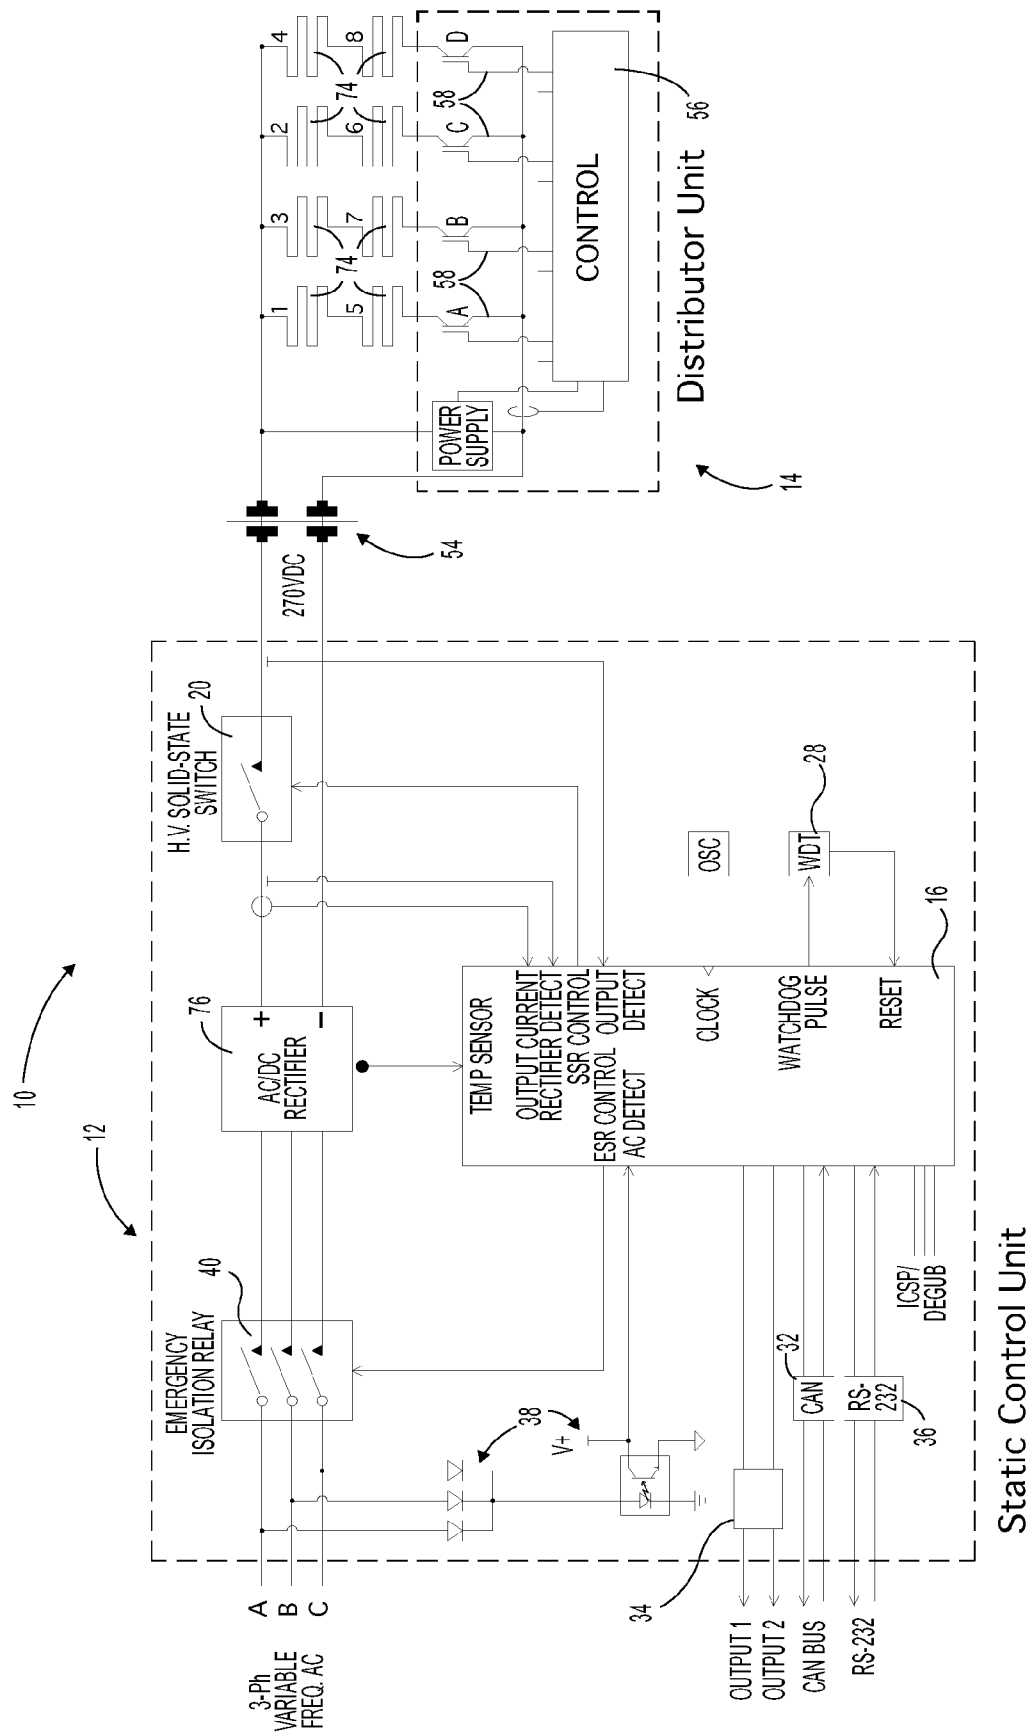 10
12
Static Control Unit
3-Ph
VARIABLE
FREQ. AC
A
B
C
EMERGENCY
ISOLATION RELAY
40
AC/DC
RECTIFIER
+
−
76
H.V. SOLID-STATE
SWITCH
20
270VDC
54
38
V+
TEMP SENSOR
OUTPUT CURRENT
RECTIFIER DETECT
SSR CONTROL
ESR CONTROL
OUTPUT
DETECT
AC DETECT
CLOCK
WATCHDOG
PULSE
RESET
16
OSC
WDT
28
34
OUTPUT 1
OUTPUT 2
CAN BUS
RS-232
CAN
32
RS-
232
36
ICSP/
DEGUB
14
Distributor Unit
POWER
SUPPLY
CONTROL
56
1
3
2
4
74
74
5
7
6
8
A
B
C
D
58
58